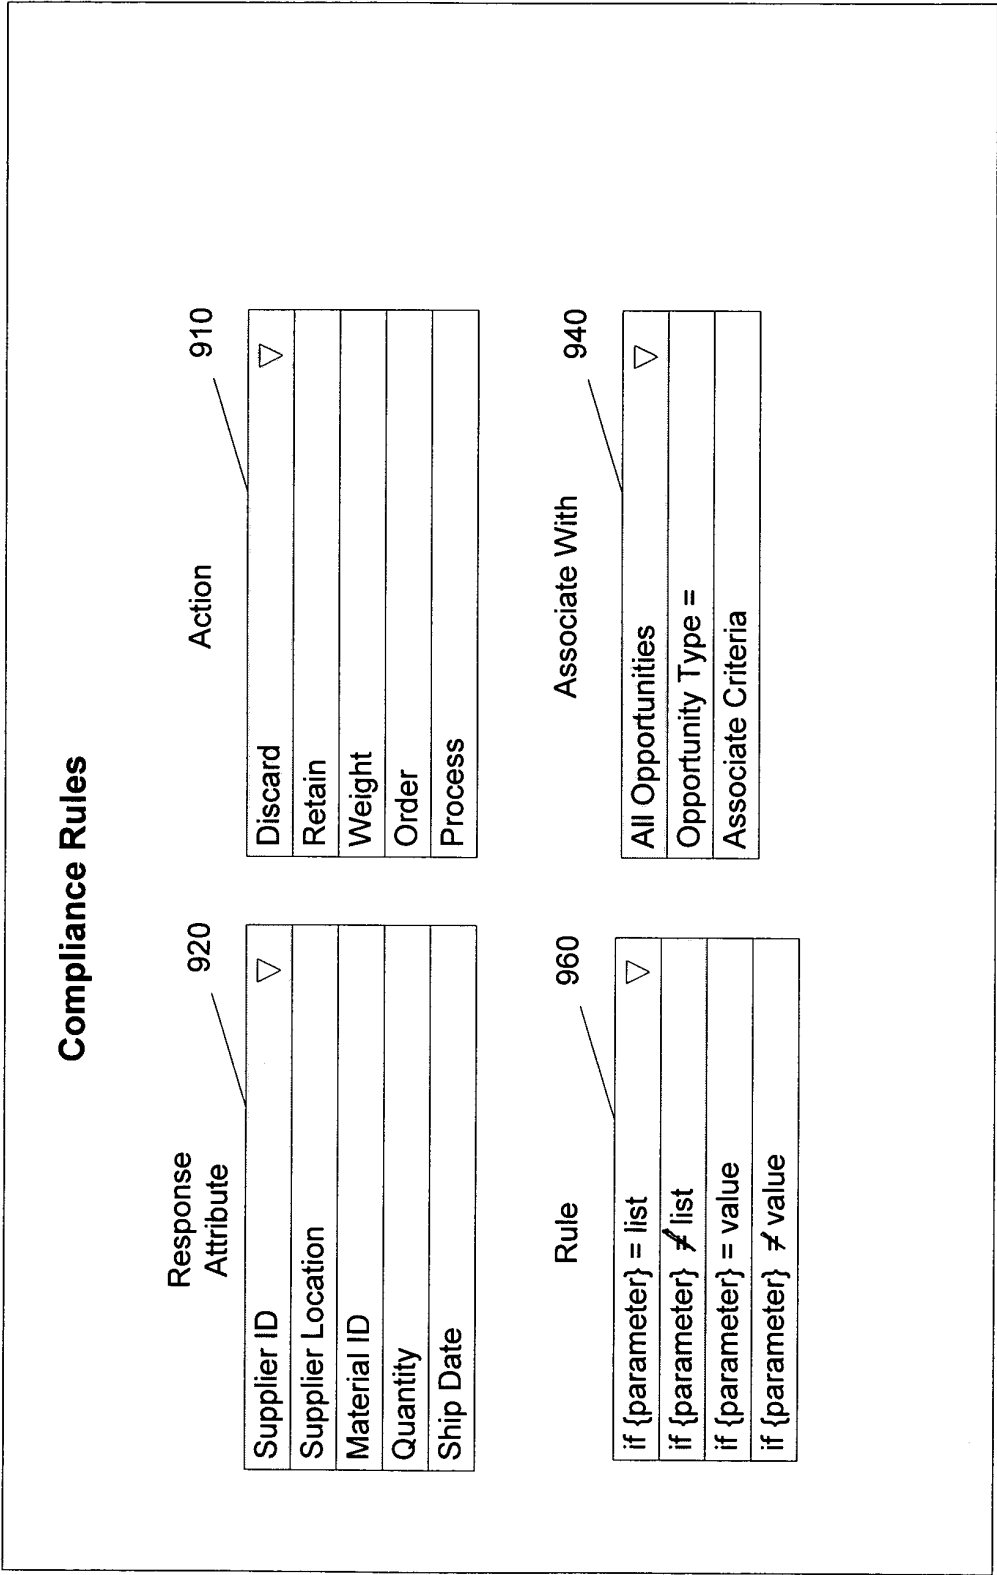 Compliance Rules
Response
Attribute
920
Supplier ID ▽
Supplier Location
Material ID
Quantity
Ship Date
Action
910
Discard ▽
Retain
Weight
Order
Process
Rule
960
if {parameter} = list ▽
if {parameter} ≠ list
if {parameter} = value
if {parameter} ≠ value
Associate With
940
All Opportunities ▽
Opportunity Type =
Associate Criteria